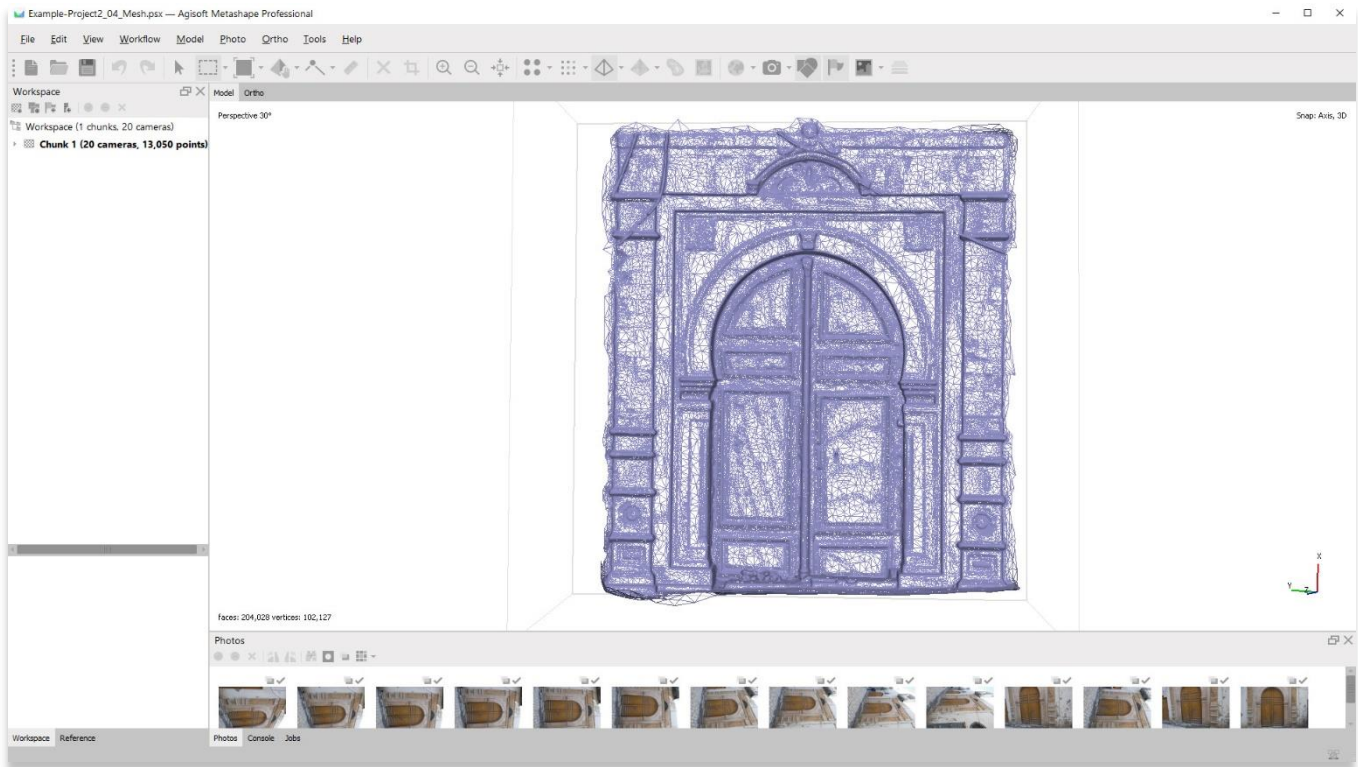 Example-Project2_04_Mesh.psx — Agisoft Metashape Professional
File Edit View Workflow Model Photo Ortho Tools Help
Workspace
Model Ortho
Workspace (1 chunks, 20 cameras)
Chunk 1 (20 cameras, 13,050 points)
Perspective 30°
Snap: Axis, 3D
X
Y
Z
faces: 204,028 vertices: 102,127
Photos
Workspace Reference
Photos Console Jobs